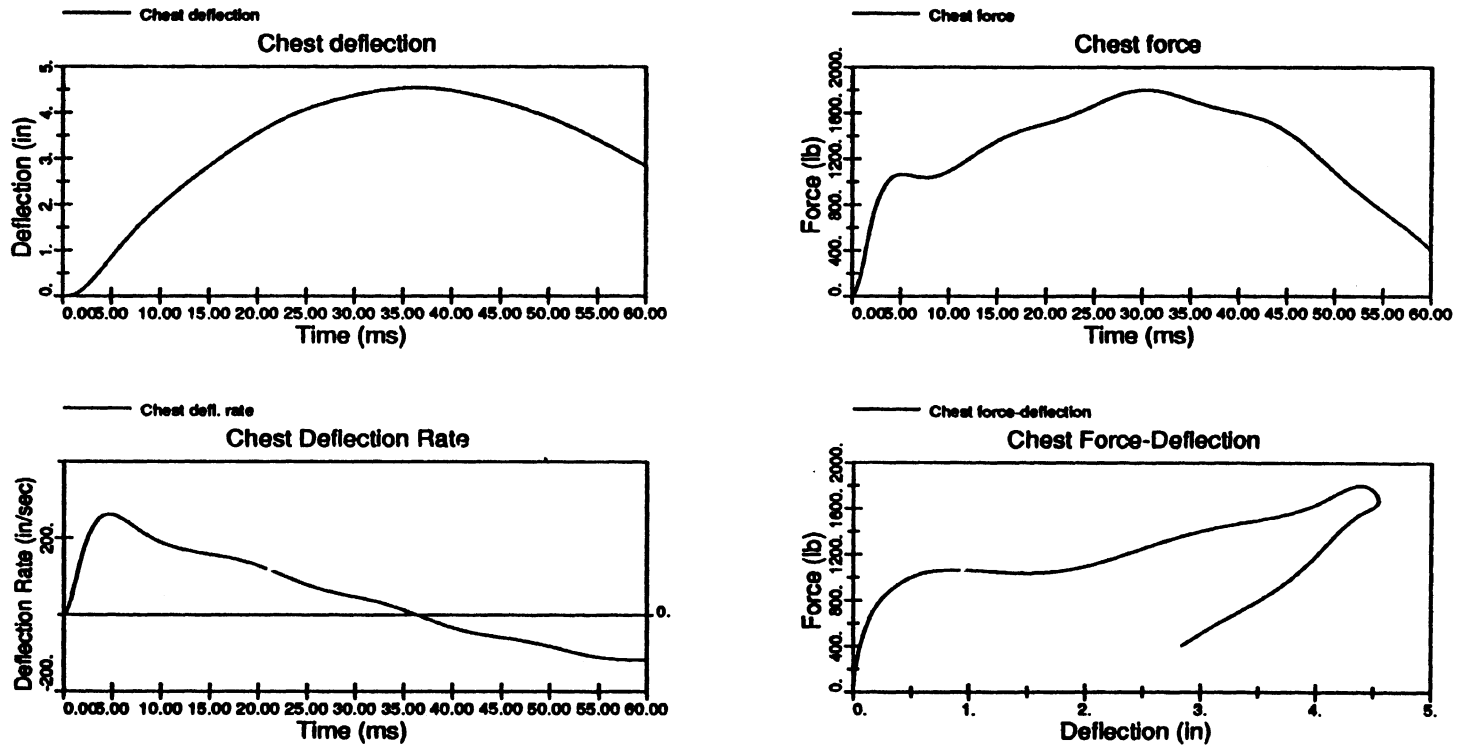 Chest deflection
Chest deflection
5.
4.
3.
2.
1.
0.
Deflection (in)
0.00 5.00 10.00 15.00 20.00 25.00 30.00 35.00 40.00 45.00 50.00 55.00 60.00
Time (ms)
Chest force
Chest force
2000.
1600.
1200.
800.
400.
0.
Force (lb)
0.00 5.00 10.00 15.00 20.00 25.00 30.00 35.00 40.00 45.00 50.00 55.00 60.00
Time (ms)
Chest defl. rate
Chest Deflection Rate
200.
0.
-200.
Deflection Rate (in/sec)
0.00 5.00 10.00 15.00 20.00 25.00 30.00 35.00 40.00 45.00 50.00 55.00 60.00
Time (ms)
Chest force-deflection
Chest Force-Deflection
2000.
1600.
1200.
800.
400.
0.
Force (lb)
0. 1. 2. 3. 4. 5.
Deflection (in)